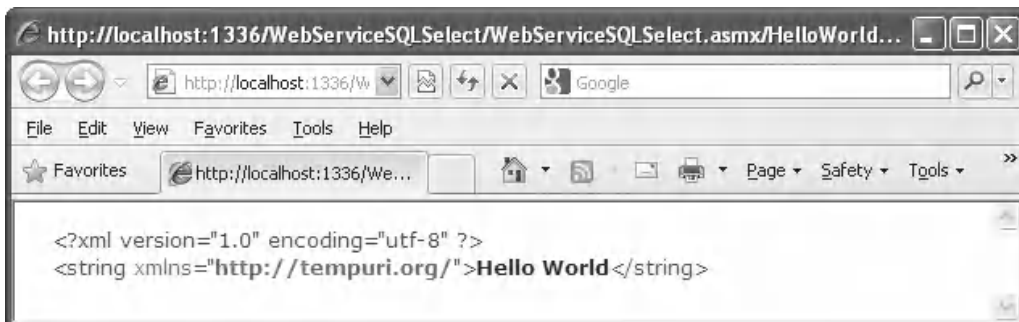 http://localhost:1336/WebServiceSQLSelect/WebServiceSQLSelect.asmx/HelloWorld...
http://localhost:1336/W Google
File Edit View Favorites Tools Help
Favorites http://localhost:1336/We... Page Safety Tools »
<?xml version="1.0" encoding="utf-8" ?>
<string xmlns="http://tempuri.org/">Hello World</string>